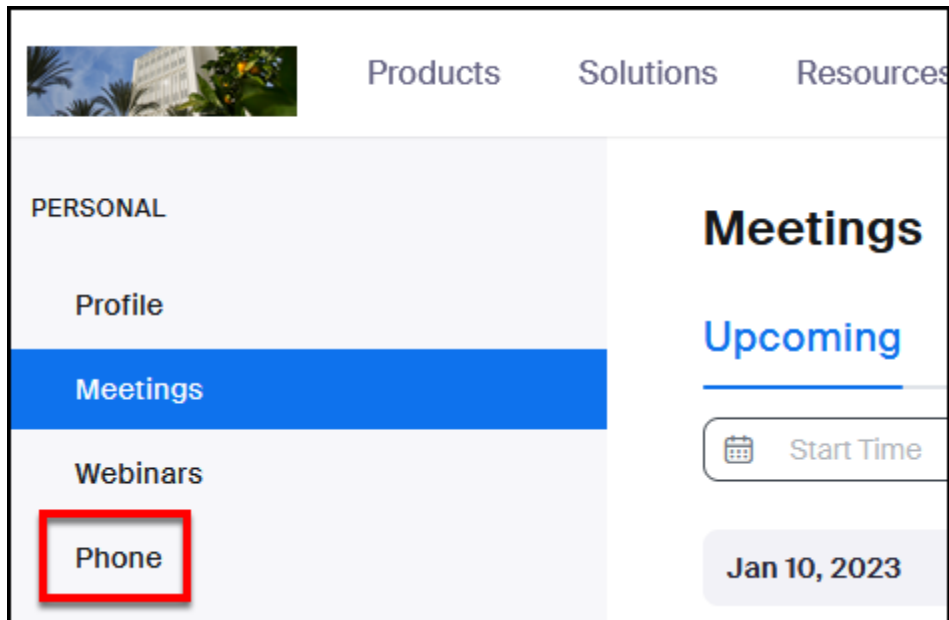 Products Solutions Resources
PERSONAL
Profile
Meetings
Webinars
Phone
Meetings
Upcoming
Start Time
Jan 10, 2023